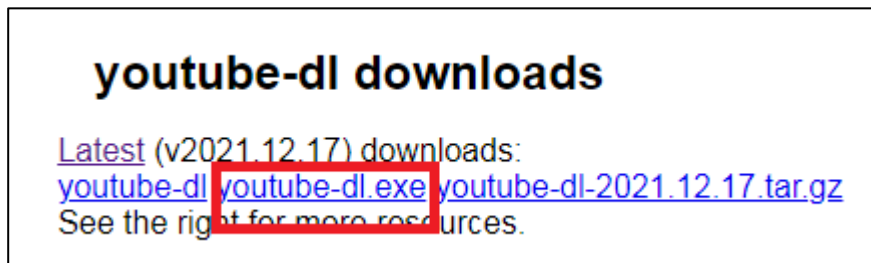 youtube-dl downloads
Latest (v2021.12.17) downloads:
youtube-dl youtube-dl.exe youtube-dl-2021.12.17.tar.gz
See the right for more resources.